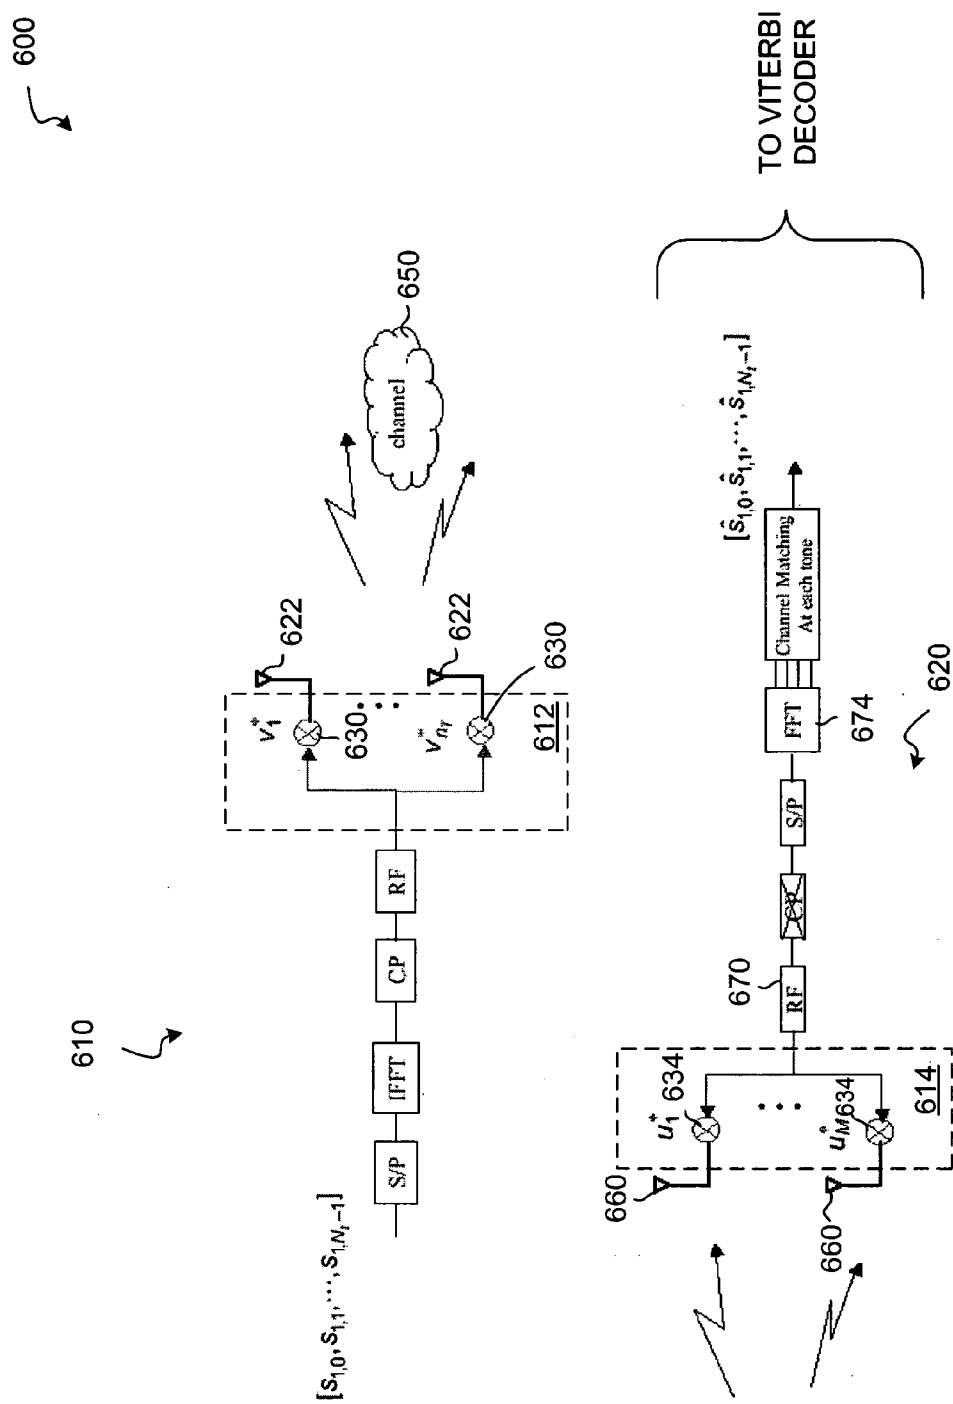 600
610
[s1,0, s1,1, ..., s1,Nt−1]
S/P
IFFT
CP
RF
v1*
630
v*nT
630
612
622
622
channel
650
660
660
u1*
634
u*M
634
614
RF
670
CP
S/P
FFT
674
Channel Matching
At each tone
[ŝ1,0, ŝ1,1, ..., ŝ1,Nt−1]
620
TO VITERBI
DECODER